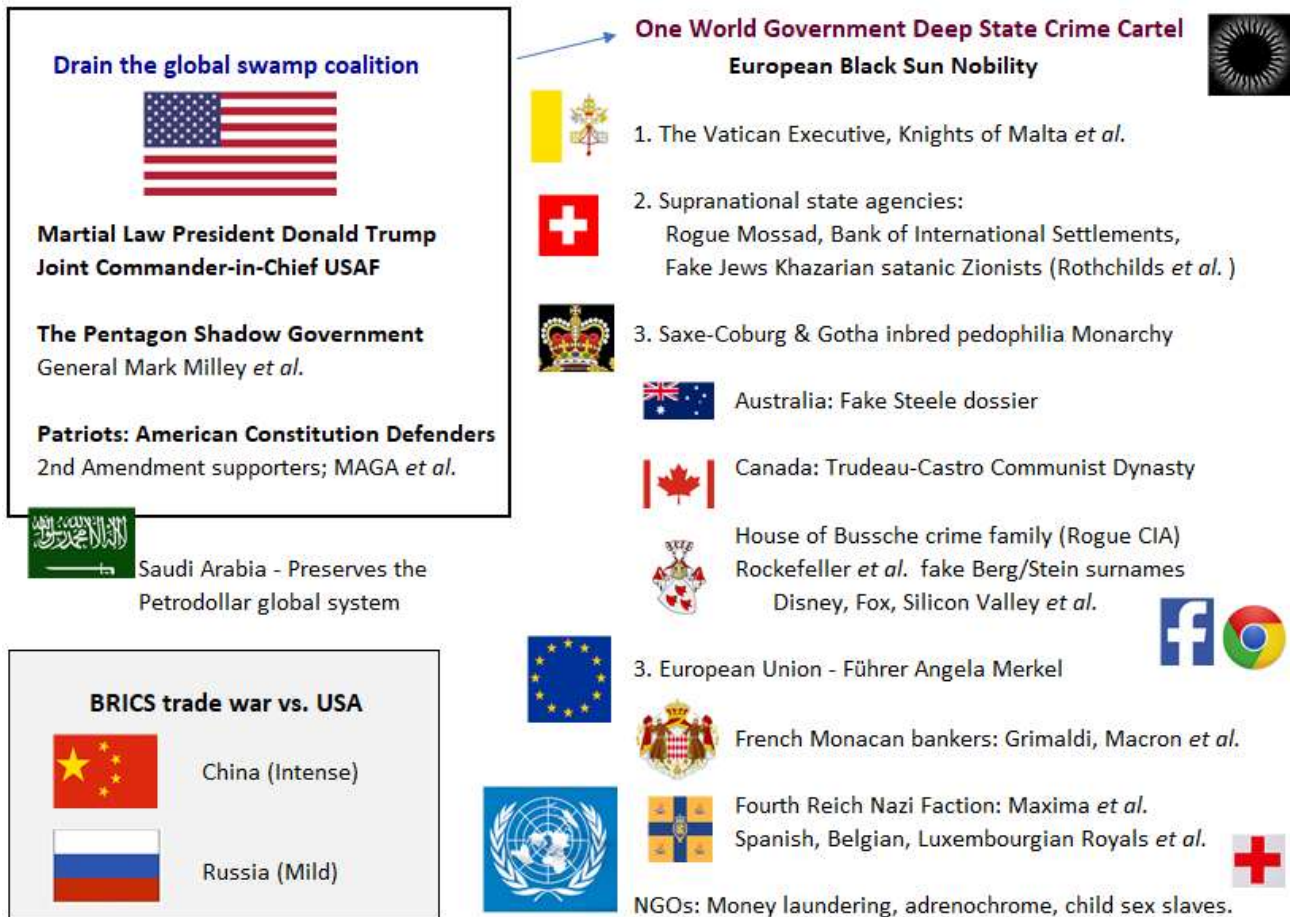 Drain the global swamp coalition
Martial Law President Donald Trump
Joint Commander-in-Chief USAF
The Pentagon Shadow Government
General Mark Milley et al.
Patriots: American Constitution Defenders
2nd Amendment supporters; MAGA et al.
Saudi Arabia - Preserves the
Petrodollar global system
BRICS trade war vs. USA
China (Intense)
Russia (Mild)
One World Government Deep State Crime Cartel
European Black Sun Nobility
1. The Vatican Executive, Knights of Malta et al.
2. Supranational state agencies:
Rogue Mossad, Bank of International Settlements,
Fake Jews Khazarian satanic Zionists (Rothchilds et al. )
3. Saxe-Coburg & Gotha inbred pedophilia Monarchy
Australia: Fake Steele dossier
Canada: Trudeau-Castro Communist Dynasty
House of Bussche crime family (Rogue CIA)
Rockefeller et al. fake Berg/Stein surnames
Disney, Fox, Silicon Valley et al.
f
3. European Union - Führer Angela Merkel
French Monacan bankers: Grimaldi, Macron et al.
Fourth Reich Nazi Faction: Maxima et al.
Spanish, Belgian, Luxembourgian Royals et al.
NGOs: Money laundering, adrenochrome, child sex slaves.